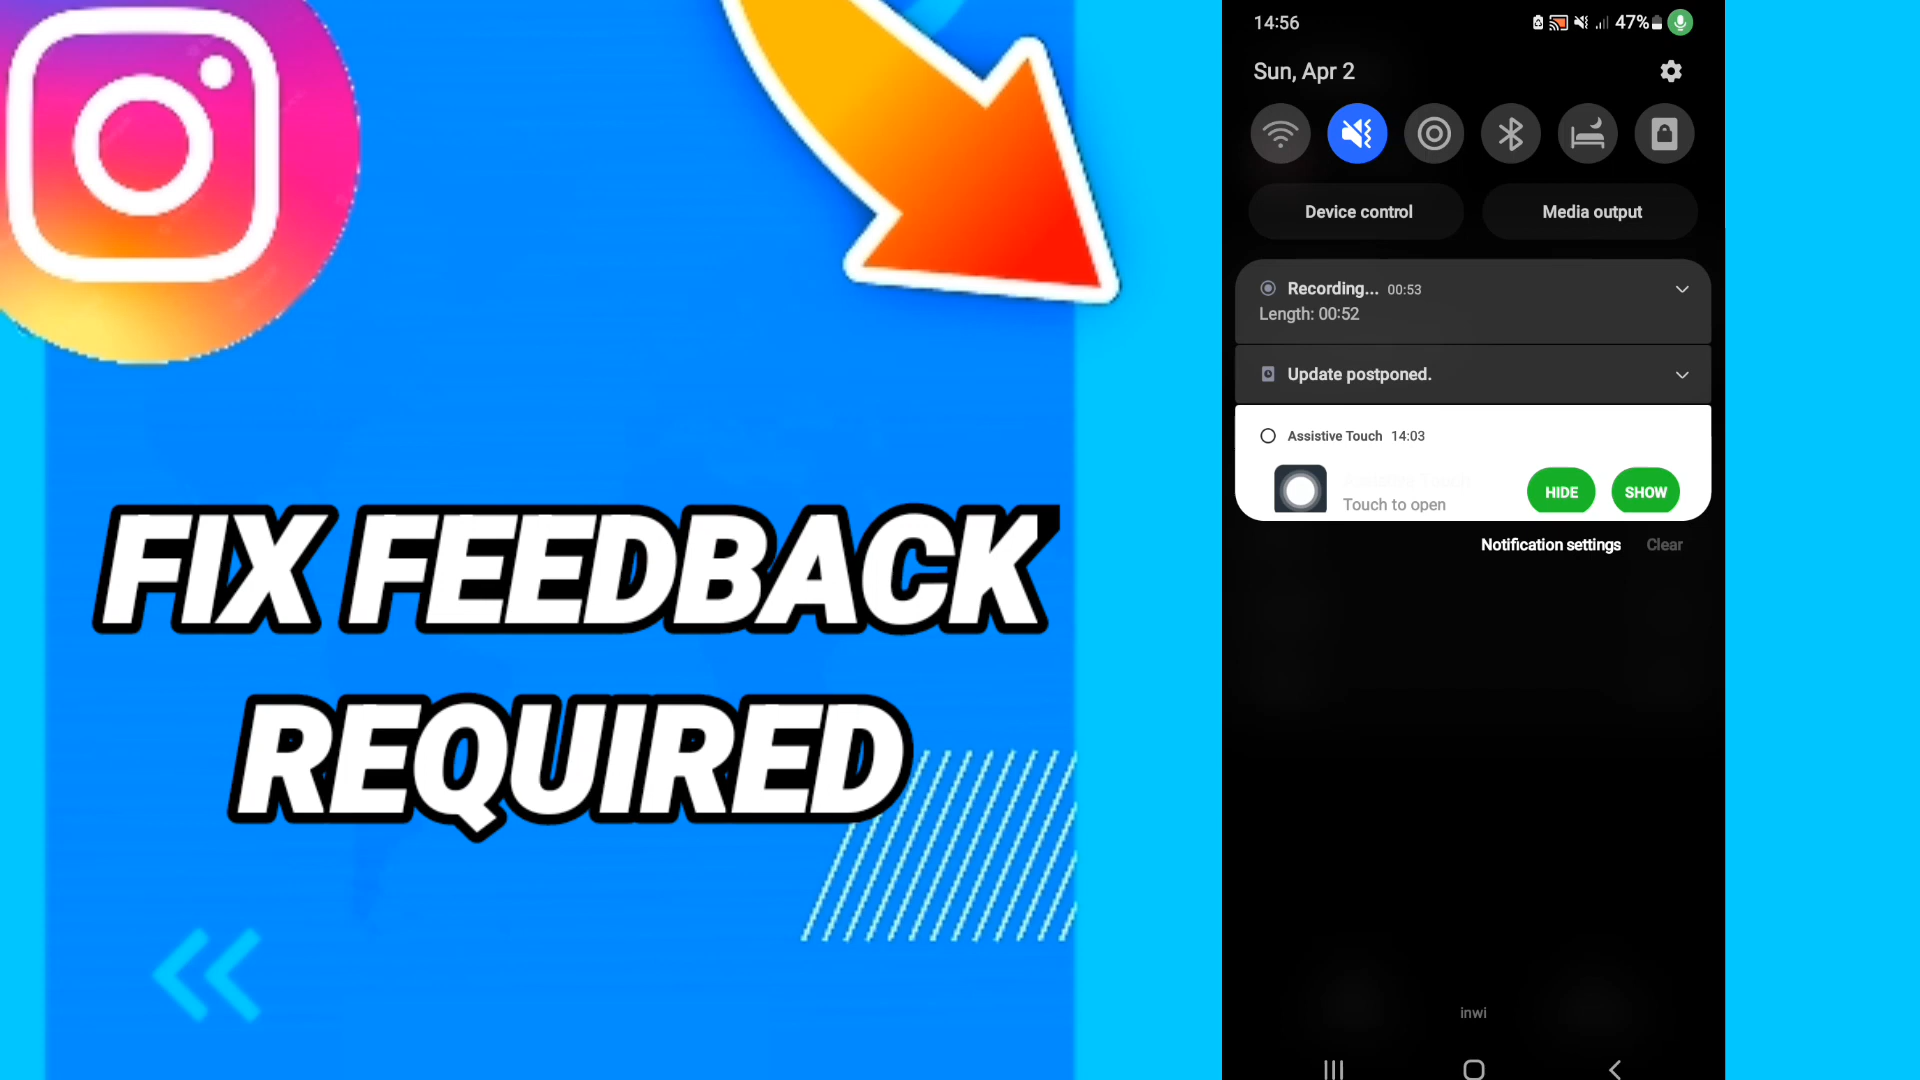 FIX FEEDBACK
REQUIRED
14:56
47%
Sun, Apr 2
Device control
Media output
Recording... 00:53
Length: 00:52
Update postponed.
Assistive Touch 14:03
Touch to open
HIDE
SHOW
Notification settings
Clear
inwi